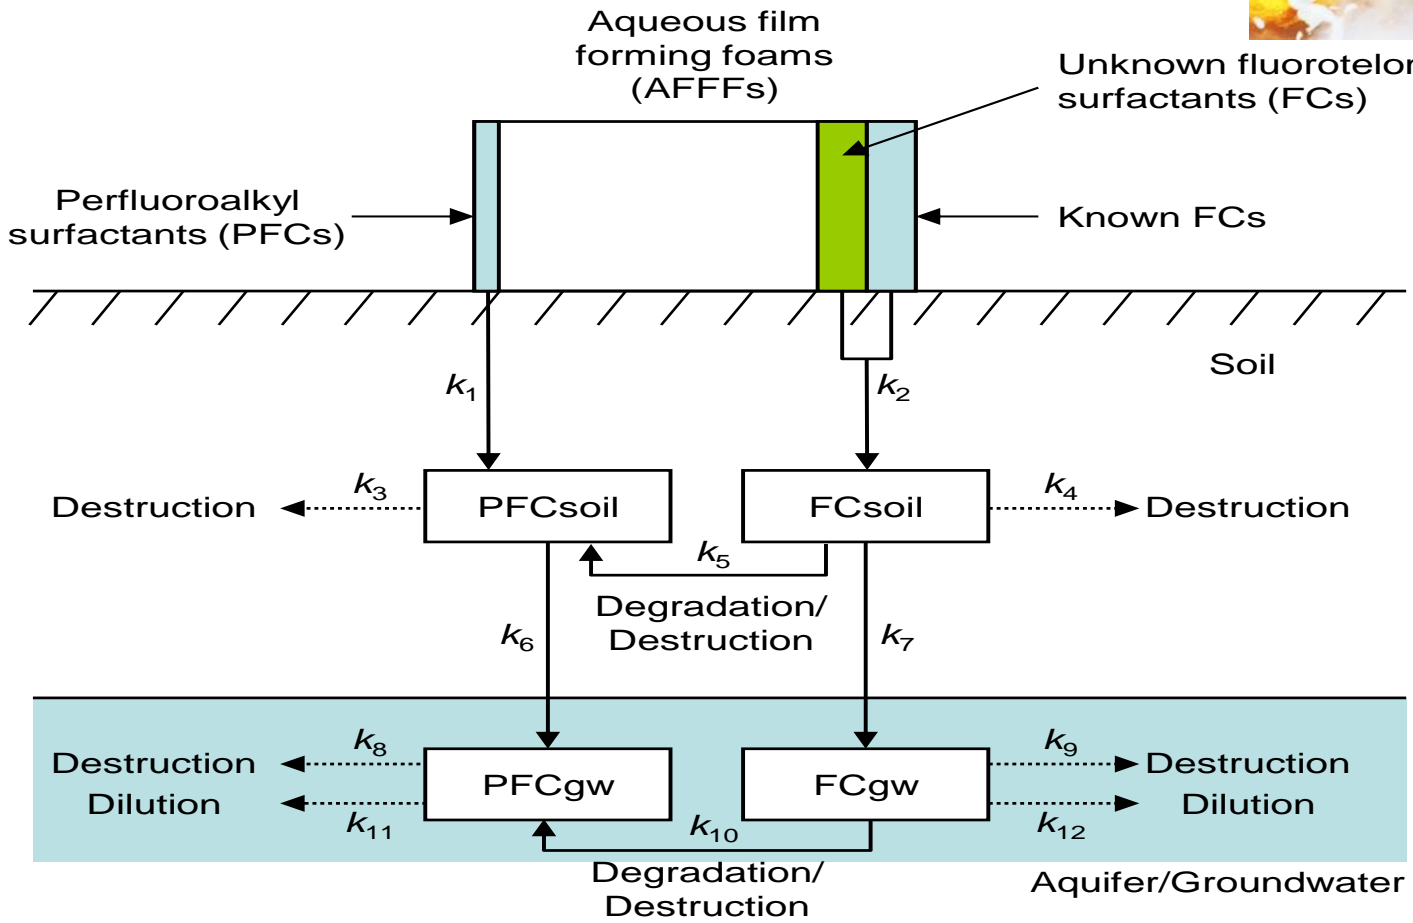 Aqueous film
forming foams
(AFFFs)
Unknown fluorotelor
surfactants (FCs)
Perfluoroalkyl
surfactants (PFCs)
Known FCs
Soil
k1
k2
Destruction
k3
PFCsoil
FCsoil
k4
Destruction
k5
Degradation/
Destruction
k6
k7
Destruction
Dilution
k8
k11
PFCgw
FCgw
k9
k12
Destruction
Dilution
k10
Degradation/
Destruction
Aquifer/Groundwater